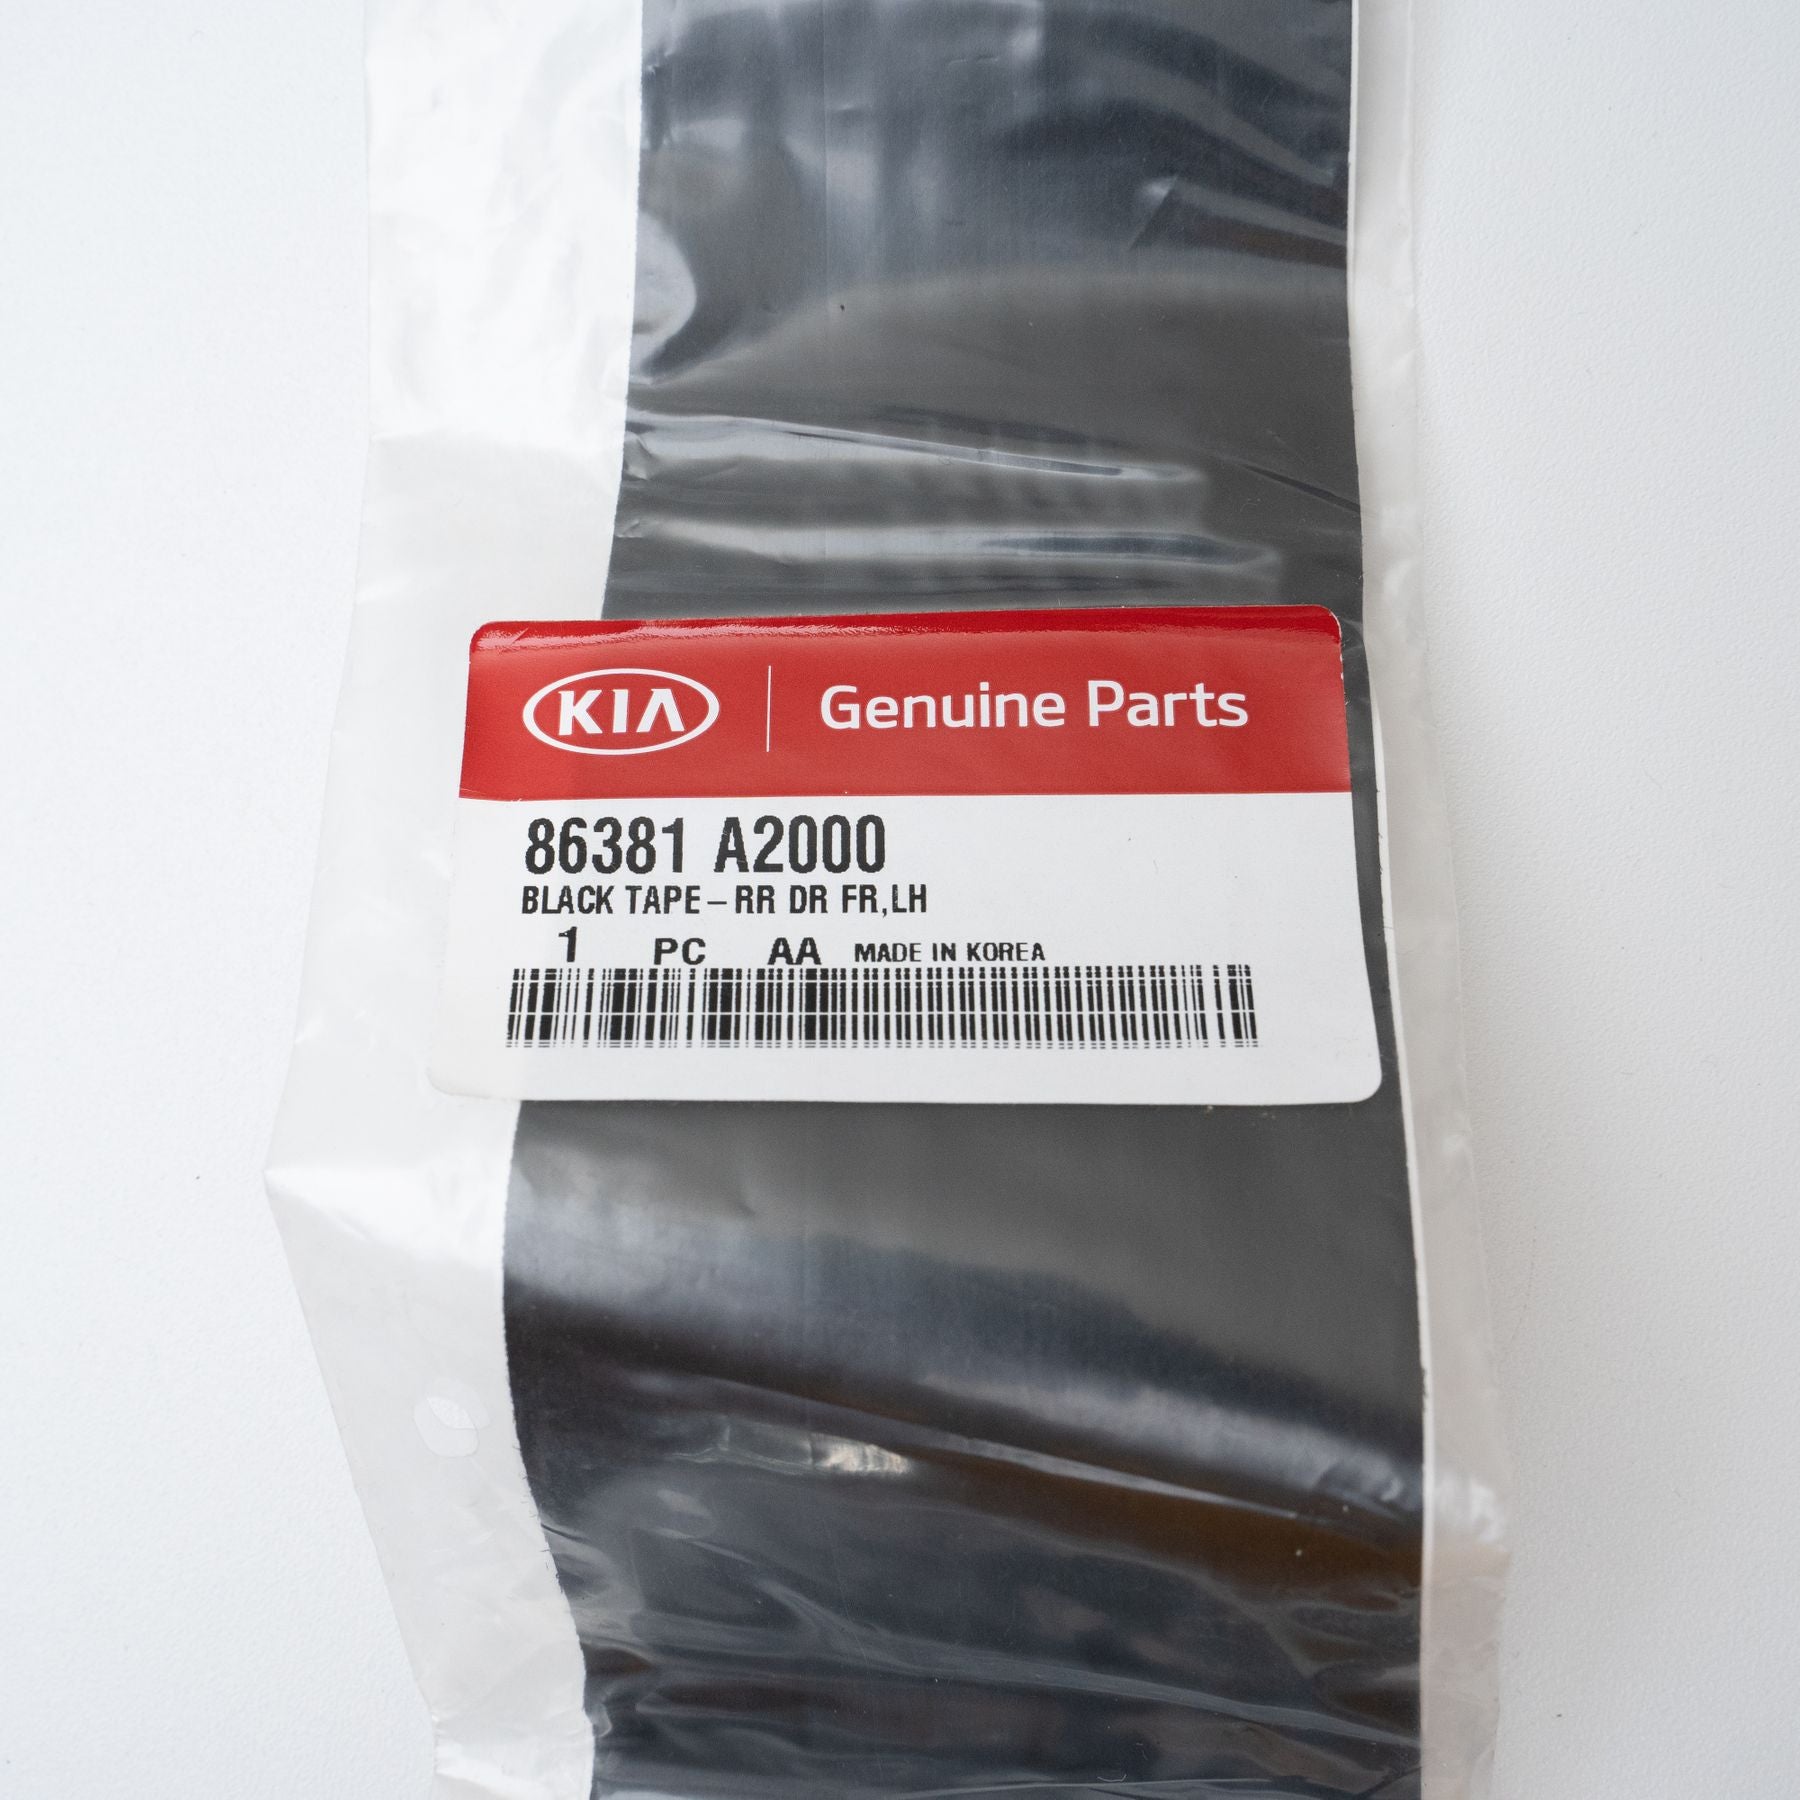 KIA Genuine Parts
86381 A2000
BLACK TAPE-RR DR FR,LH
1 PC AA MADE IN KOREA